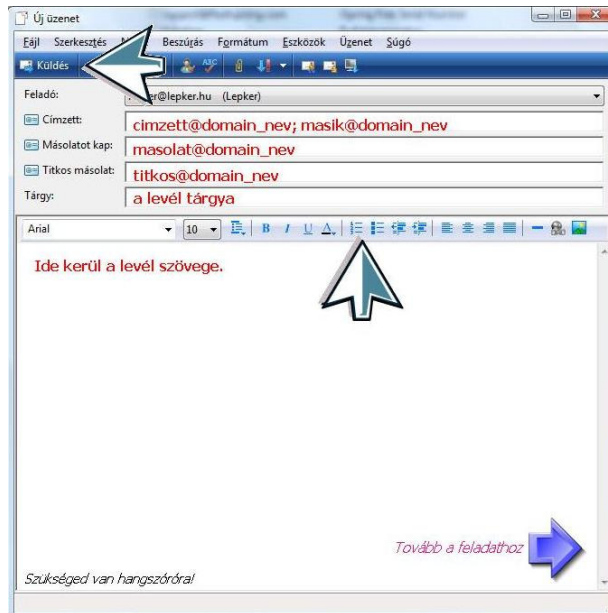 Új üzenet
Fájl Szerkesztés N Beszúrás Formátum Eszközök Üzenet Súgó
Küldés
Feladó: er@lepker.hu (Lepker)
Címzett: cimzett@domain_nev; masik@domain_nev
Másolatot kap: masolat@domain_nev
Titkos másolat: titkos@domain_nev
Tárgy: a levél tárgya
Arial 10 B I U A
Ide kerül a levél szövege.
Tovább a feladathoz
Szükséged van hangszóróra!